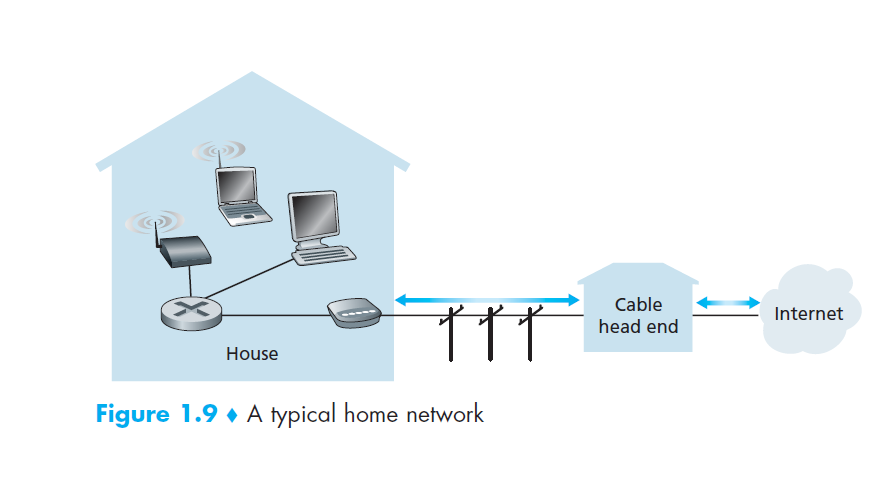 Cable
head end
Internet
House
Figure 1.9 ♦ A typical home network